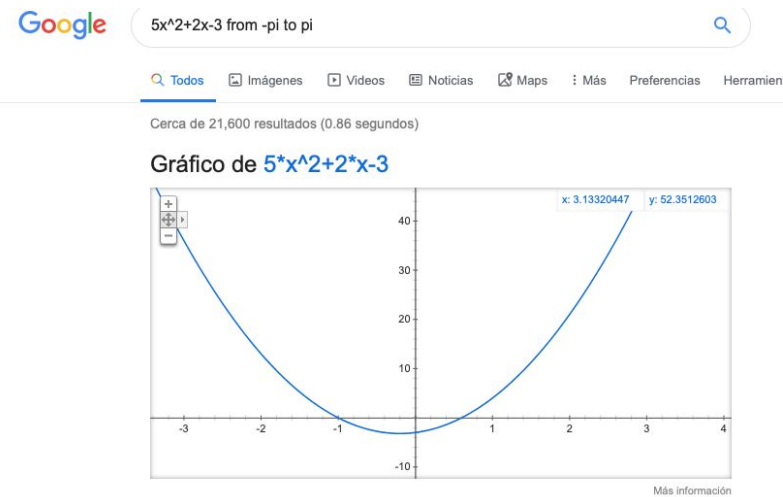 Google 5x^2+2x-3 from -pi to pi
Todos Imágenes Videos Noticias Maps Más Preferencias Herramien
Cerca de 21,600 resultados (0.86 segundos)
Gráfico de 5*x^2+2*x-3
x: 3.13320447 y: 52.3512603
40
30
20
10
-3 -2 -1 1 2 3 4
-10
Más información